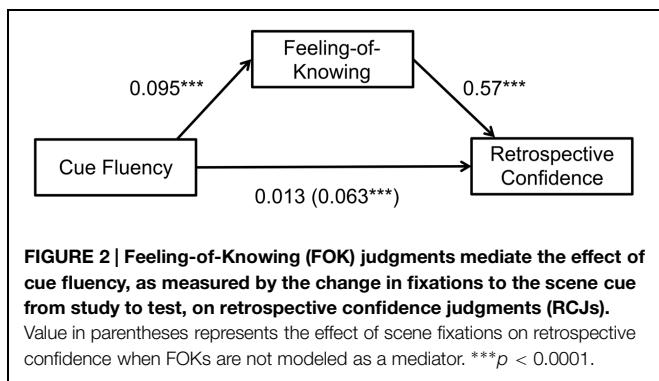 Feeling-of-
Knowing
0.095***
0.57***
Cue Fluency
Retrospective
Confidence
0.013 (0.063***)
FIGURE 2 | Feeling-of-Knowing (FOK) judgments mediate the effect of
cue fluency, as measured by the change in fixations to the scene cue
from study to test, on retrospective confidence judgments (RCJs).
Value in parentheses represents the effect of scene fixations on retrospective
confidence when FOKs are not modeled as a mediator. ***p < 0.0001.